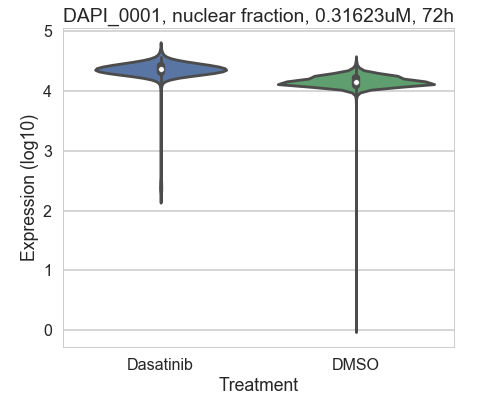 DAPI_0001, nuclear fraction, 0.31623uM, 72h
5
4
3
2
1
0
Expression (log10)
Dasatinib
DMSO
Treatment